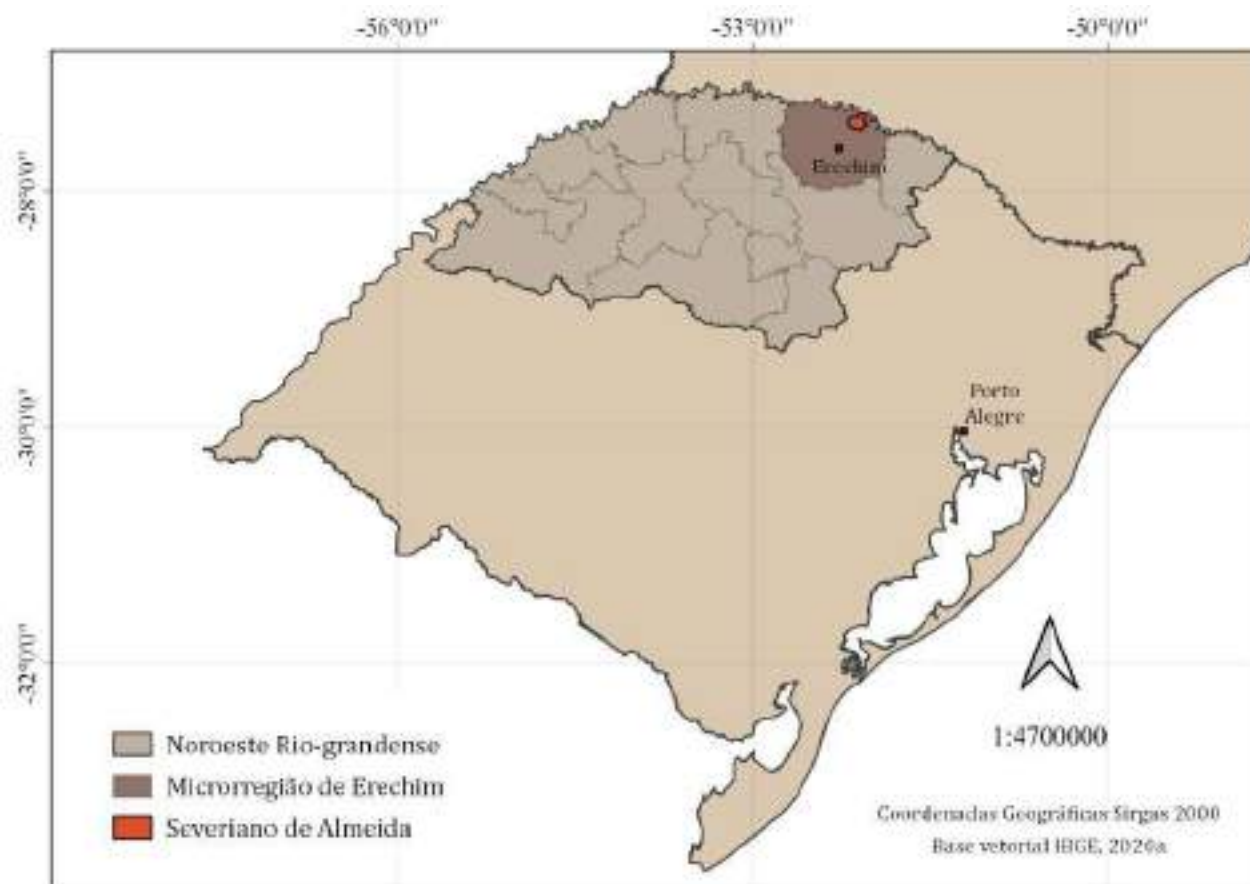 -56°0'0"
-53°0'0"
-50°0'0"
-28°0'0"
-30°0'0"
-32°0'0"
Erechim
Porto
Alegre
1:4700000
Noroeste Rio-grandense
Microrregião de Erechim
Severiano de Almeida
Coordenadas Geográficas Sirgas 2000
Base vetorial IBGE, 2020a